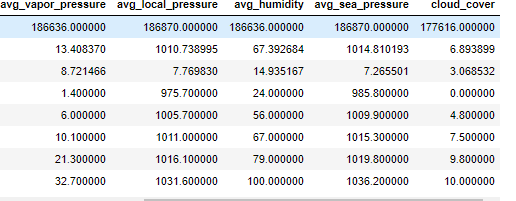 avg_vapor_pressure avg_local_pressure avg_humidity avg_sea_pressure cloud_cover
186636.000000 186870.000000 186636.000000 186870.000000 177616.000000
13.408370 1010.738995 67.392684 1014.810193 6.893899
8.721466 7.769830 14.935167 7.265501 3.068532
1.400000 975.700000 24.000000 985.800000 0.000000
6.000000 1005.700000 56.000000 1009.900000 4.800000
10.100000 1011.000000 67.000000 1015.300000 7.500000
21.300000 1016.100000 79.000000 1019.800000 9.800000
32.700000 1031.600000 100.000000 1036.200000 10.000000